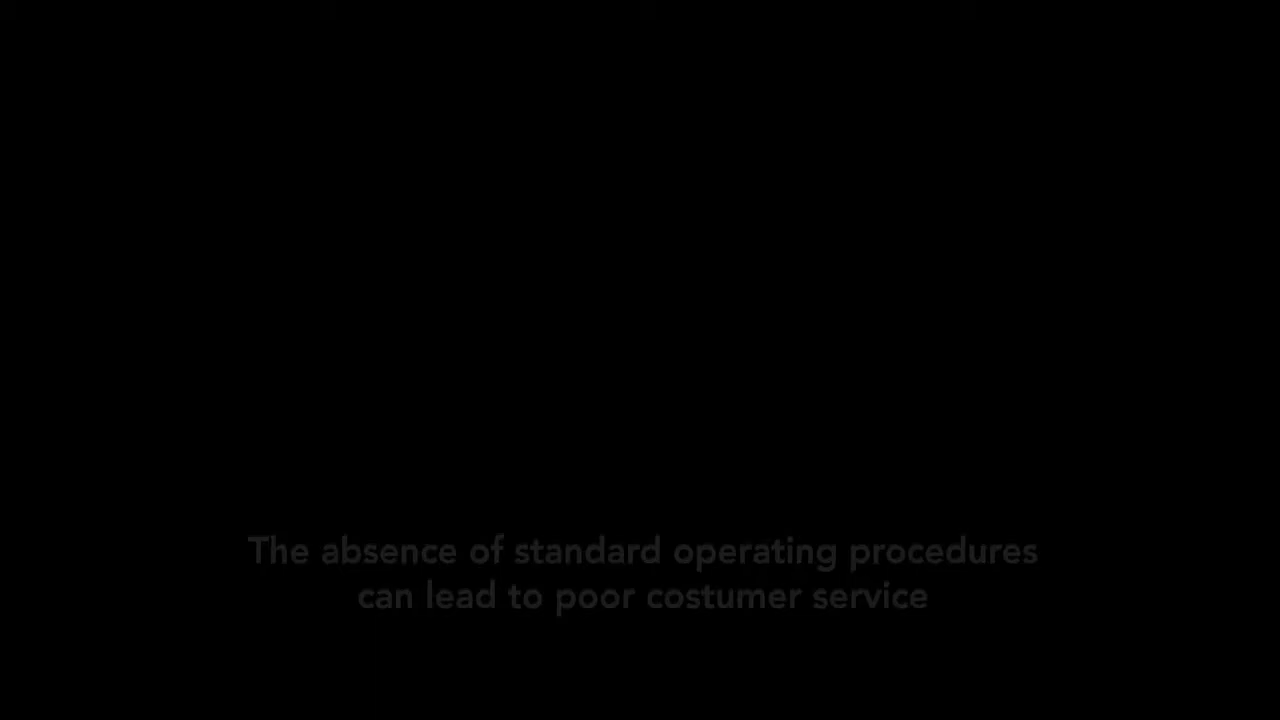 The absence of standard operating procedures
can lead to poor costumer service